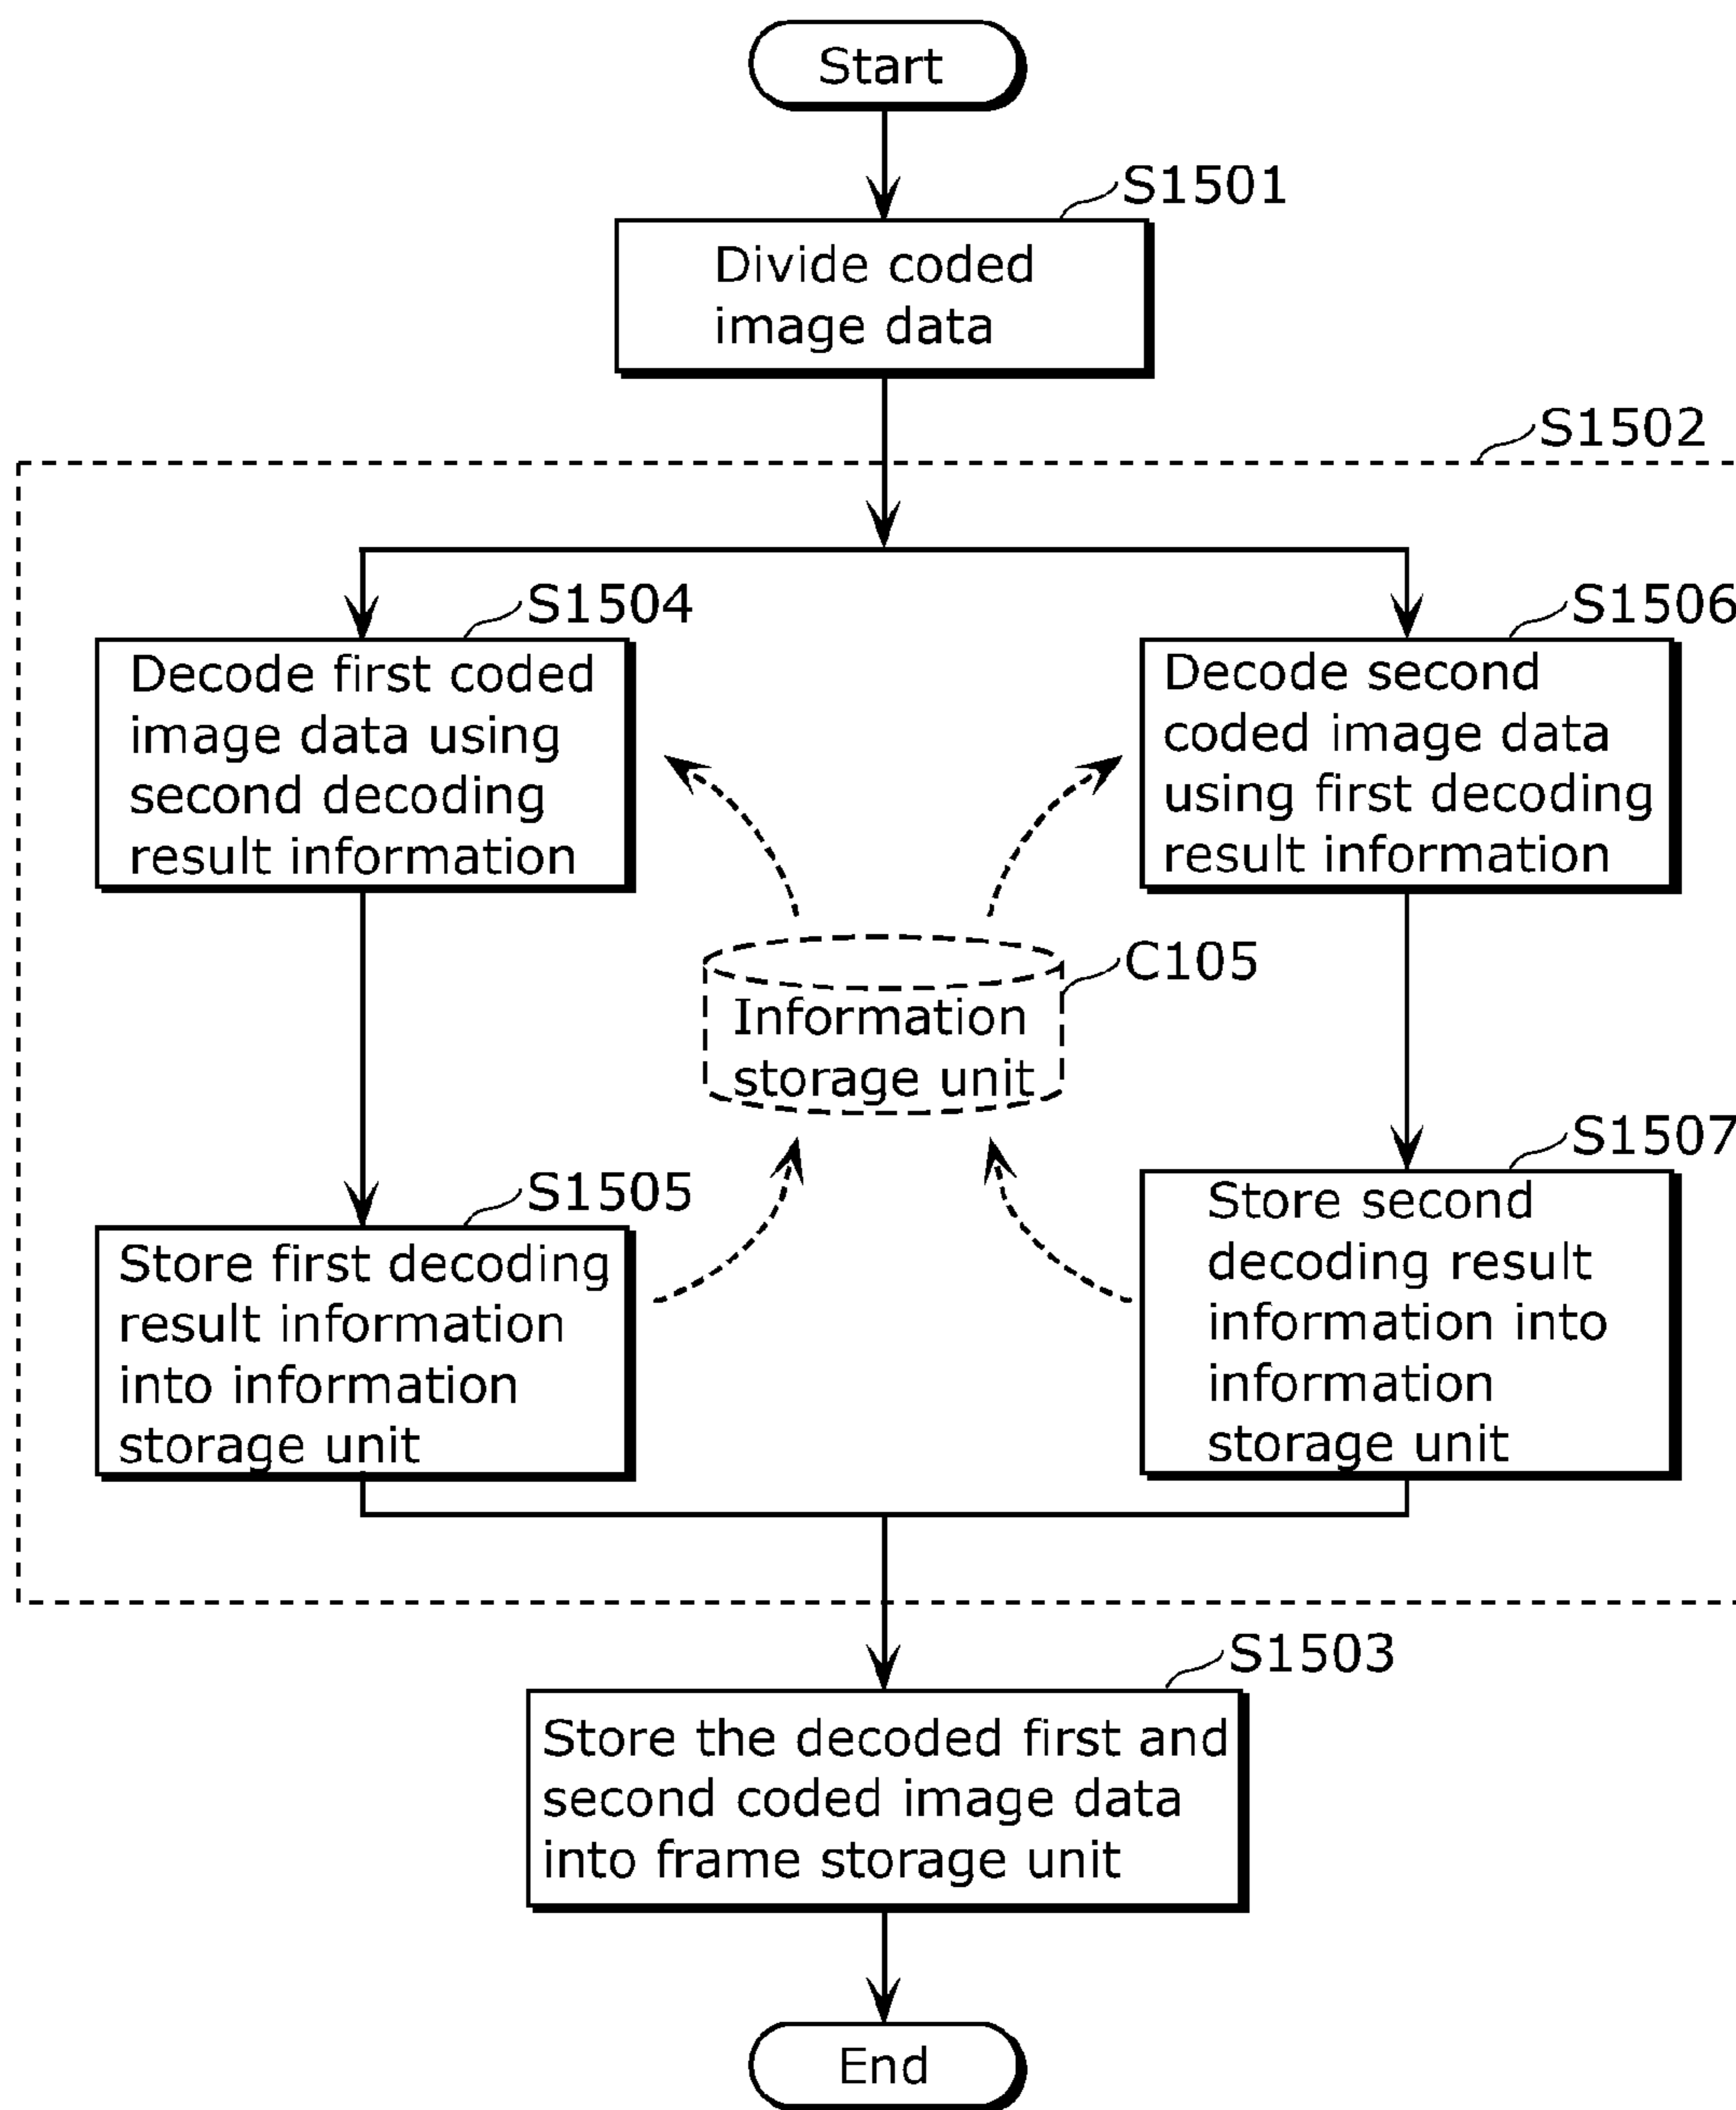 Start
S1501
Divide coded
image data
S1502
S1504
Decode first coded
image data using
second decoding
result information
S1506
Decode second
coded image data
using first decoding
result information
C105
Information
storage unit
S1505
Store first decoding
result information
into information
storage unit
S1507
Store second
decoding result
information into
information
storage unit
S1503
Store the decoded first and
second coded image data
into frame storage unit
End